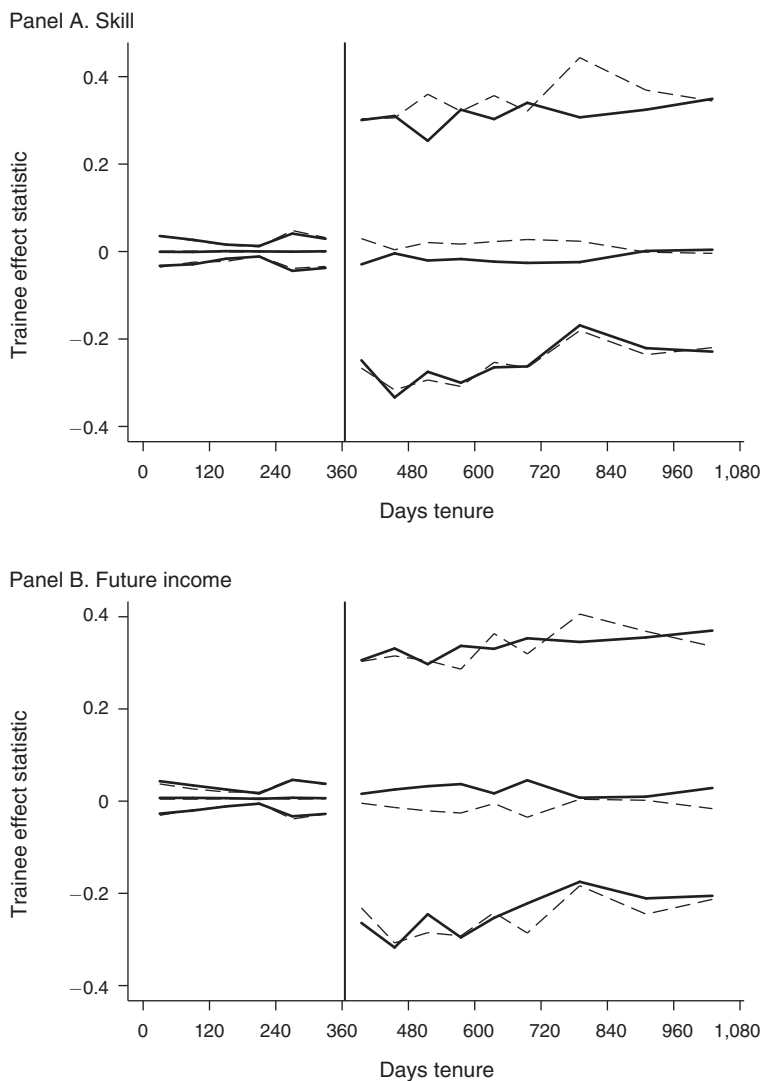 Panel A. Skill
Trainee effect statistic
0.4
0.2
0
−0.2
−0.4
0 120 240 360 480 600 720 840 960 1,080
Days tenure
Panel B. Future income
Trainee effect statistic
0.4
0.2
0
−0.2
−0.4
0 120 240 360 480 600 720 840 960 1,080
Days tenure